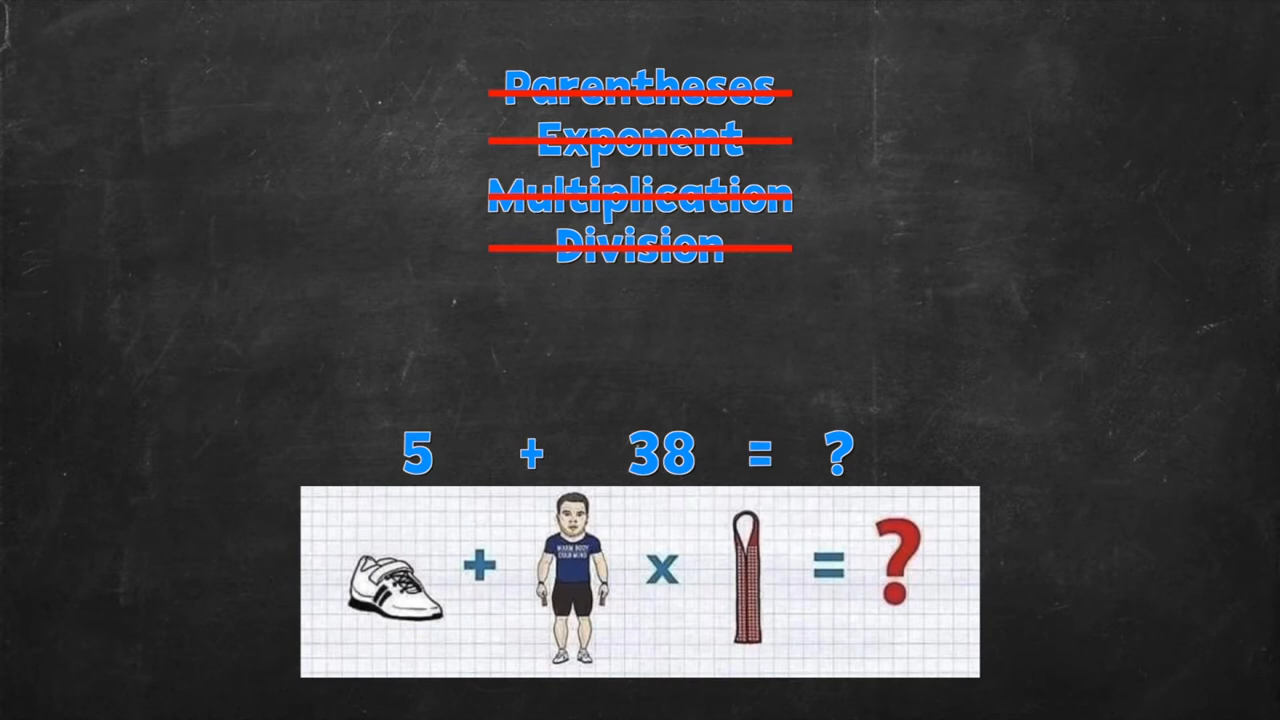 Parentheses
Exponent
Multiplication
Division
5 + 38 = ?
+ x = ?
WARM BODY
COLD MIND